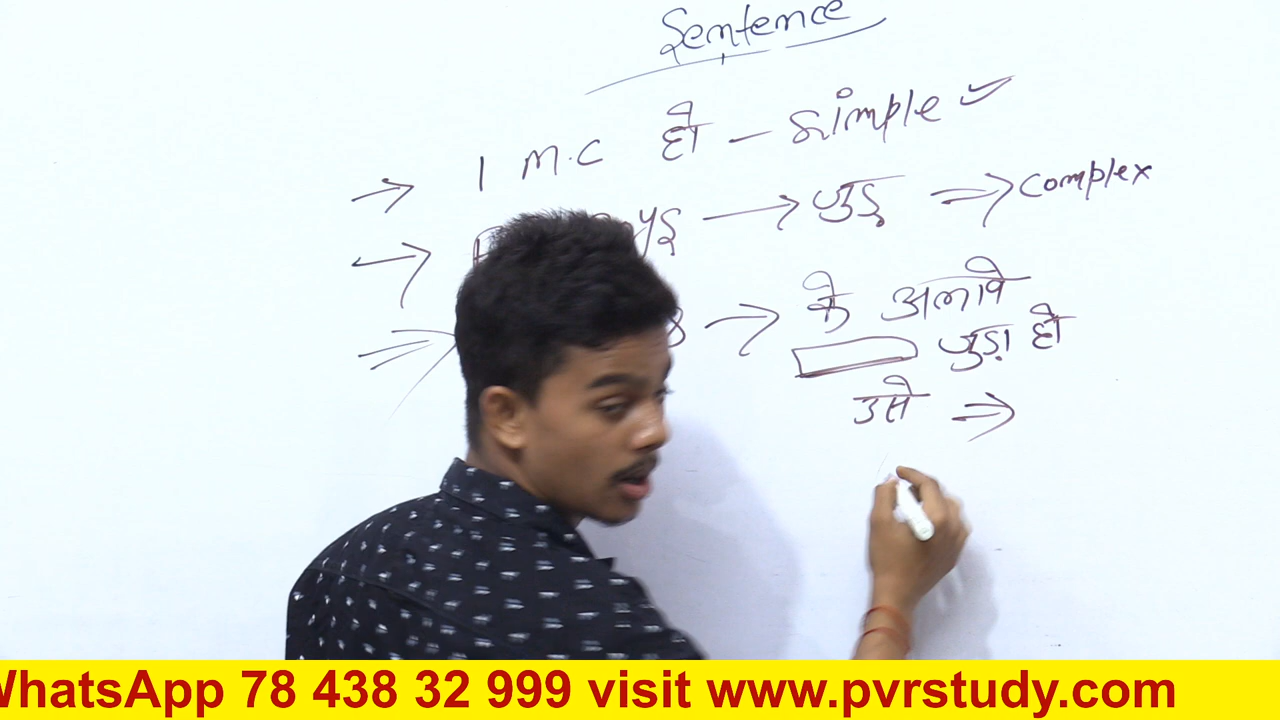 Sentence
→ 1 M.C हो – Simple ✓
→ जुड़ ⇒ complex
→ के अलावे
जुड़ा हो
उसे ⇒
WhatsApp 78 438 32 999 visit www.pvrstudy.com